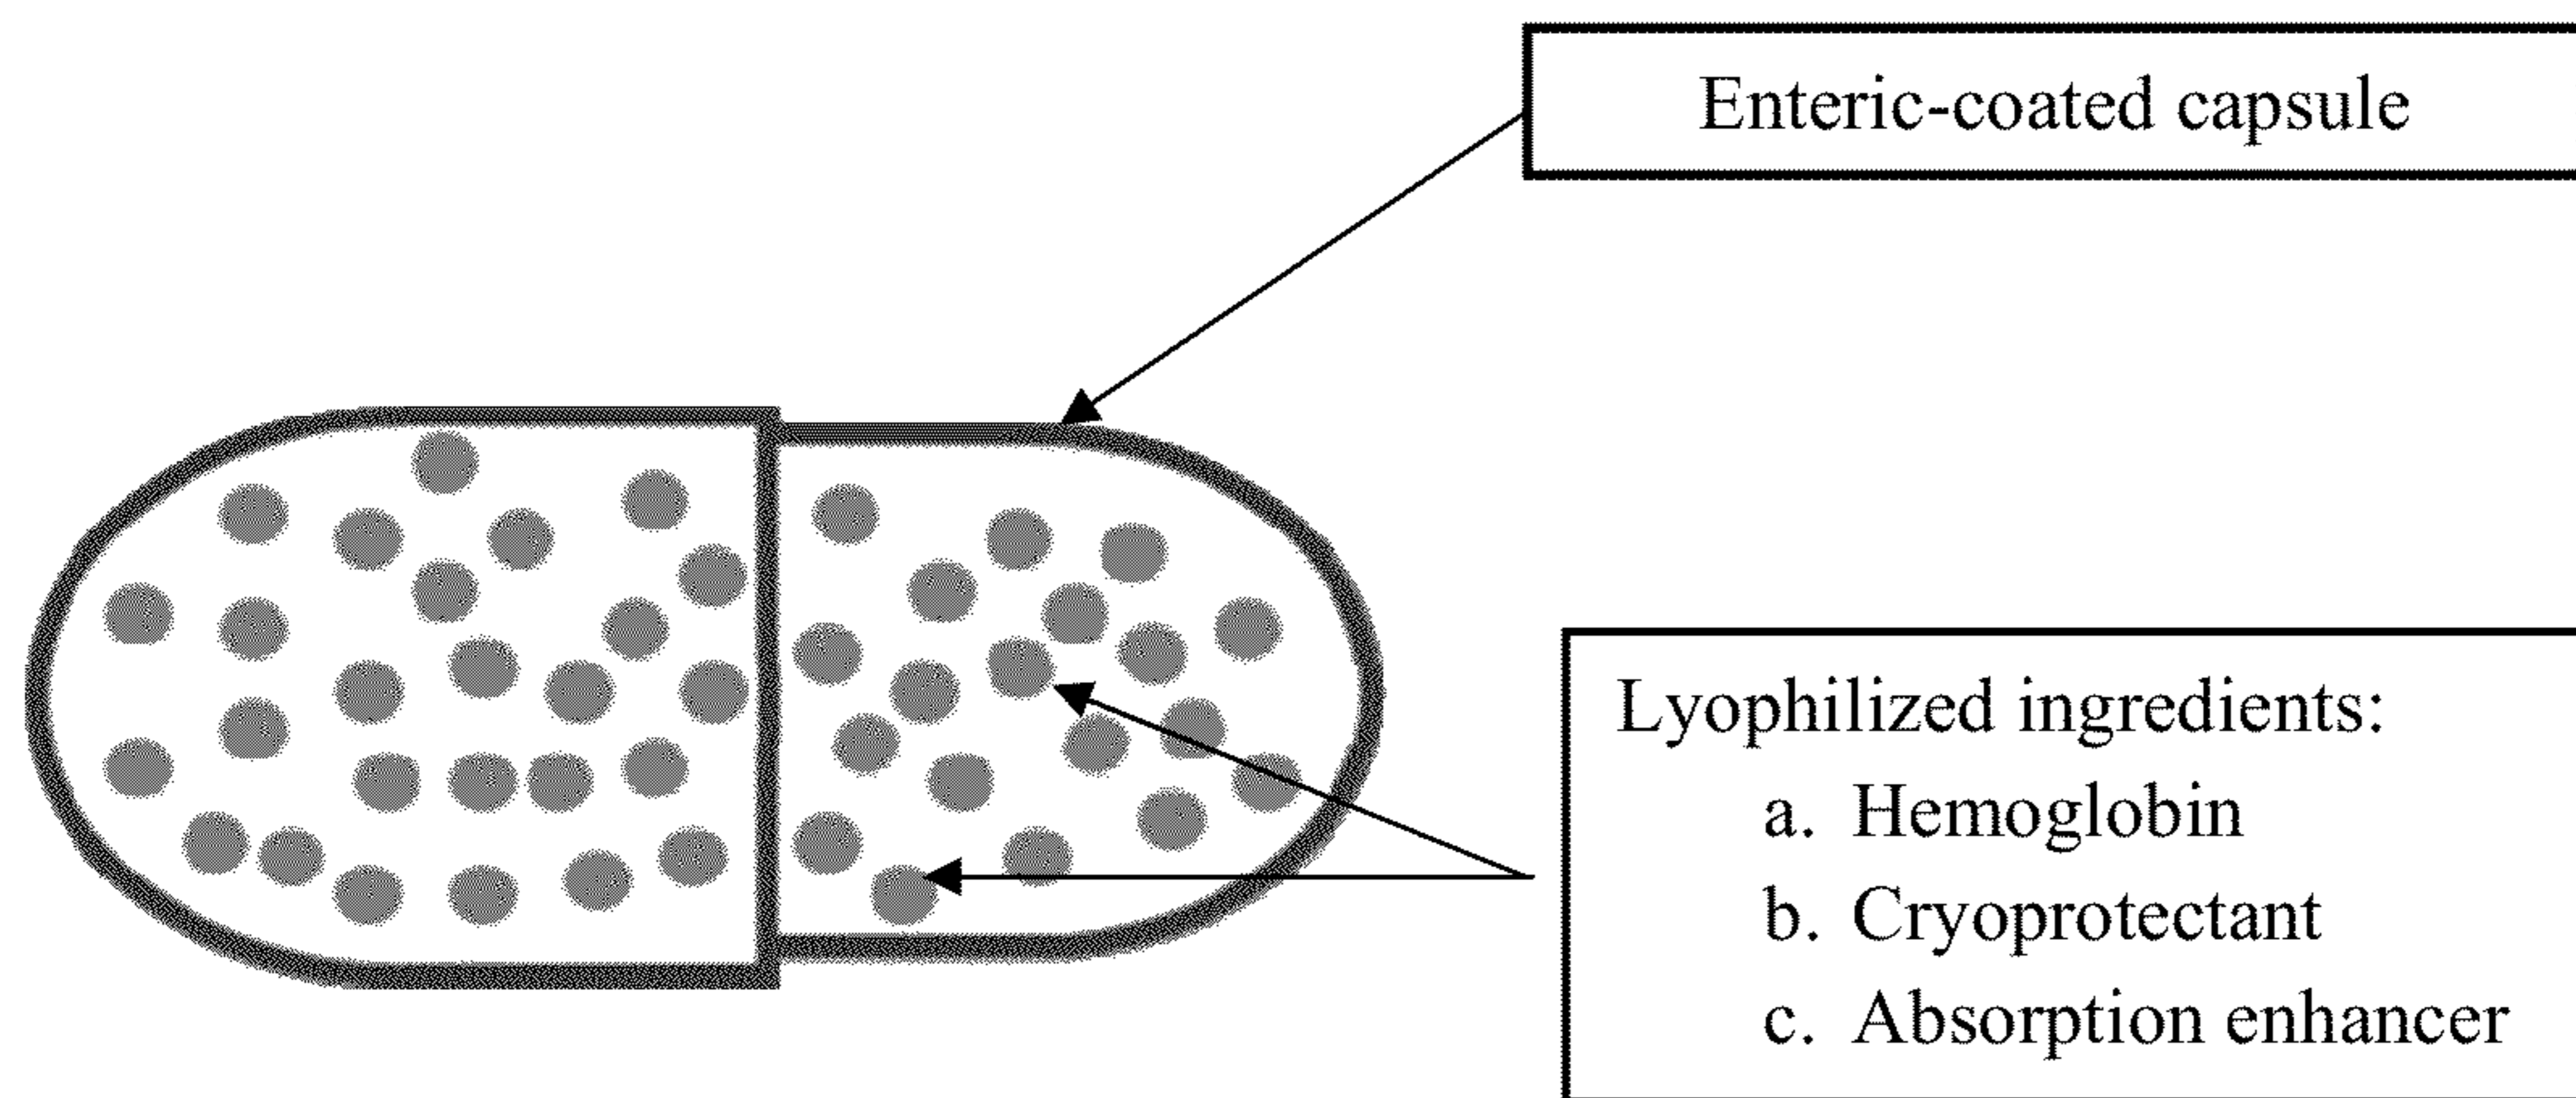 Enteric-coated capsule
Lyophilized ingredients:
a. Hemoglobin
b. Cryoprotectant
c. Absorption enhancer